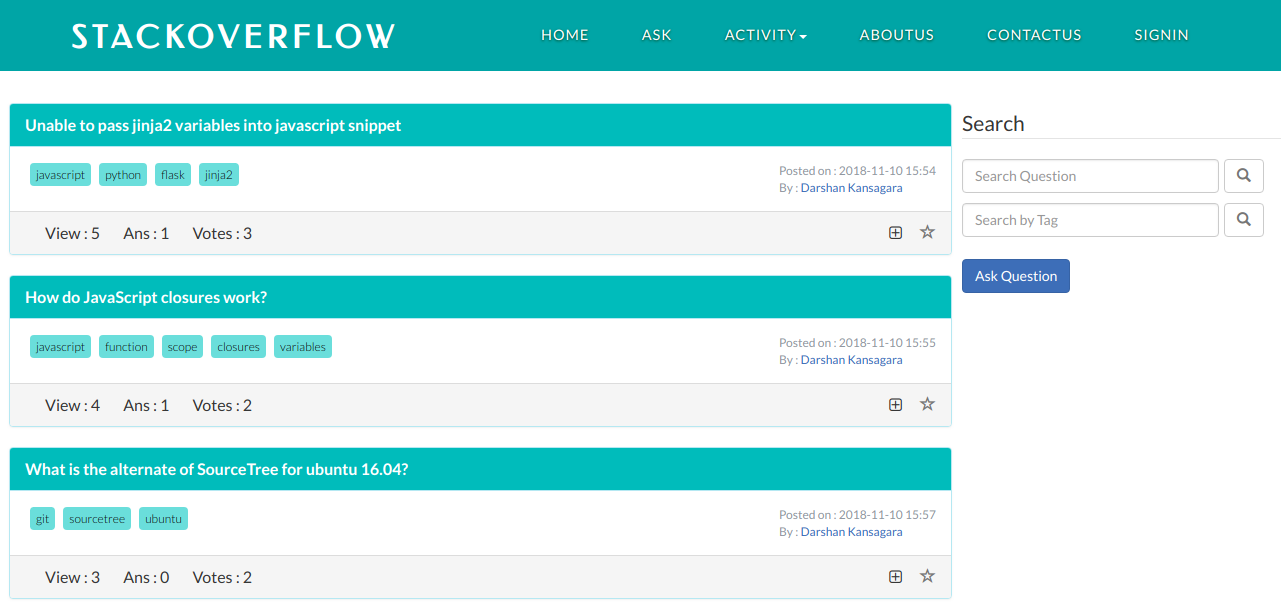 STACKOVERFLOW
HOME ASK ACTIVITY ABOUTUS CONTACTUS SIGNIN
Unable to pass jinja2 variables into javascript snippet
javascript python flask jinja2
Posted on : 2018-11-10 15:54
By : Darshan Kansagara
View : 5 Ans : 1 Votes : 3
How do JavaScript closures work?
javascript function scope closures variables
Posted on : 2018-11-10 15:55
By : Darshan Kansagara
View : 4 Ans : 1 Votes : 2
What is the alternate of SourceTree for ubuntu 16.04?
git sourcetree ubuntu
Posted on : 2018-11-10 15:57
By : Darshan Kansagara
View : 3 Ans : 0 Votes : 2
Search
Search Question
Search by Tag
Ask Question